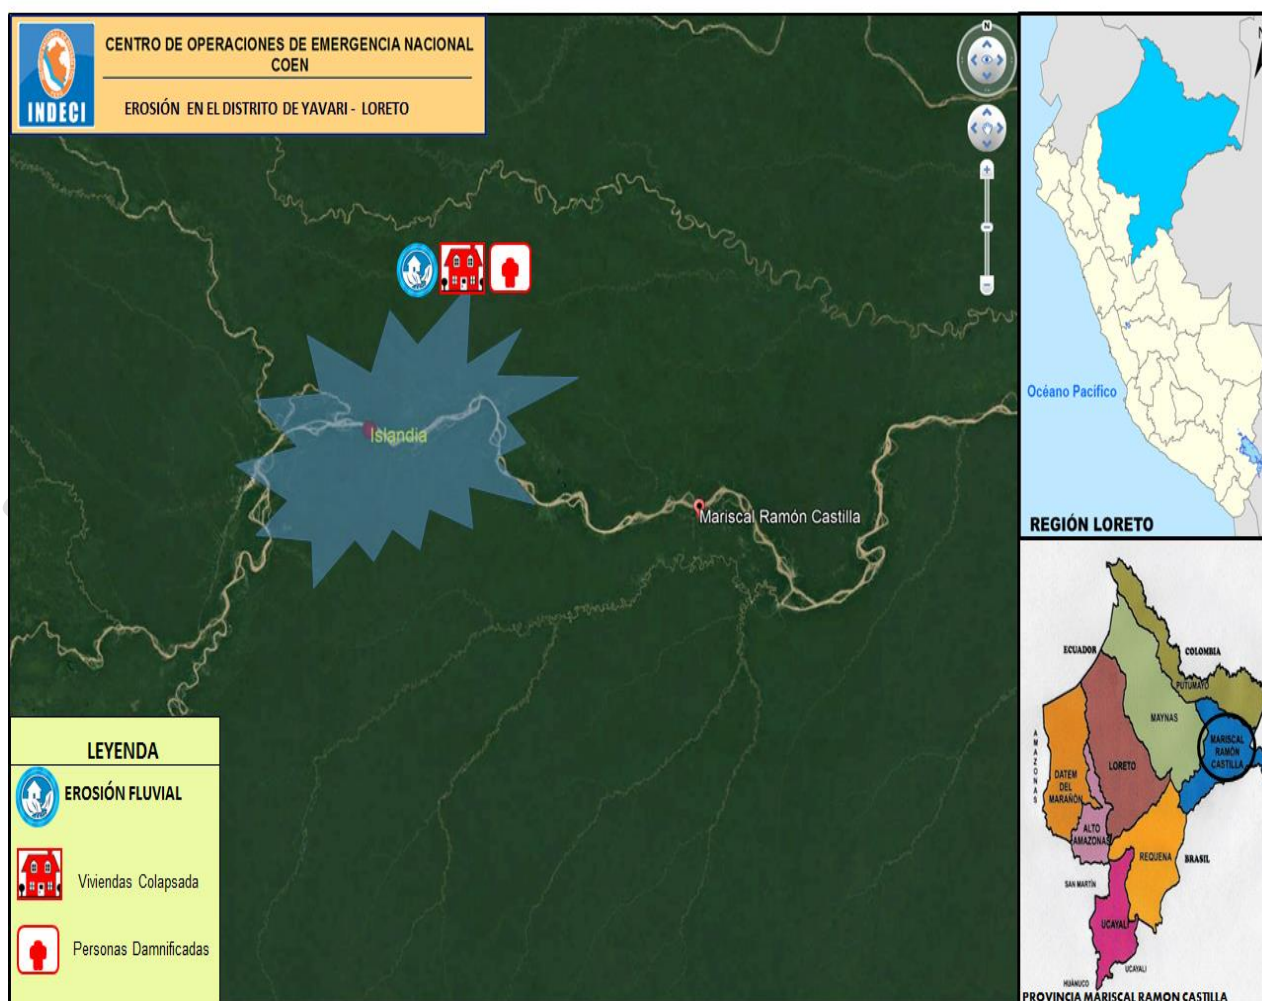 INDECI
CENTRO DE OPERACIONES DE EMERGENCIA NACIONAL
COEN
EROSIÓN EN EL DISTRITO DE YAVARI - LORETO
N
Islandia
Mariscal Ramón Castilla
LEYENDA
EROSIÓN FLUVIAL
Viviendas Colapsada
Personas Damnificadas
N
Océano Pacífico
REGIÓN LORETO
ECUADOR
COLOMBIA
PUTUMAYO
MAYNAS
MARISCAL
RAMÓN
CASTILLA
AMAZONAS
LORETO
DATEM
DEL
MARAÑÓN
ALTO
AMAZONAS
REQUENA
BRASIL
SAN MARTÍN
UCAYALI
UCAYALI
HUÁNUCO
PROVINCIA MARISCAL RAMON CASTILLA